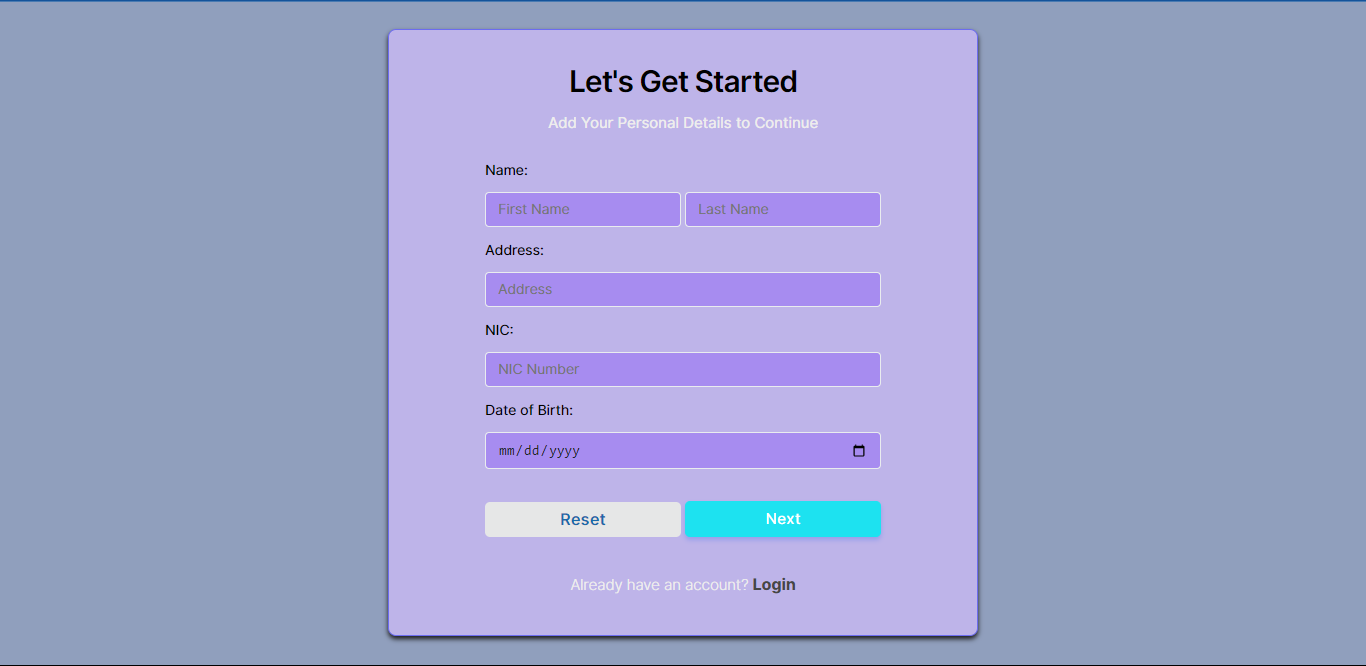 Let's Get Started
Add Your Personal Details to Continue
Name:
First Name Last Name
Address:
Address
NIC:
NIC Number
Date of Birth:
mm/dd/yyyy
Reset Next
Already have an account? Login